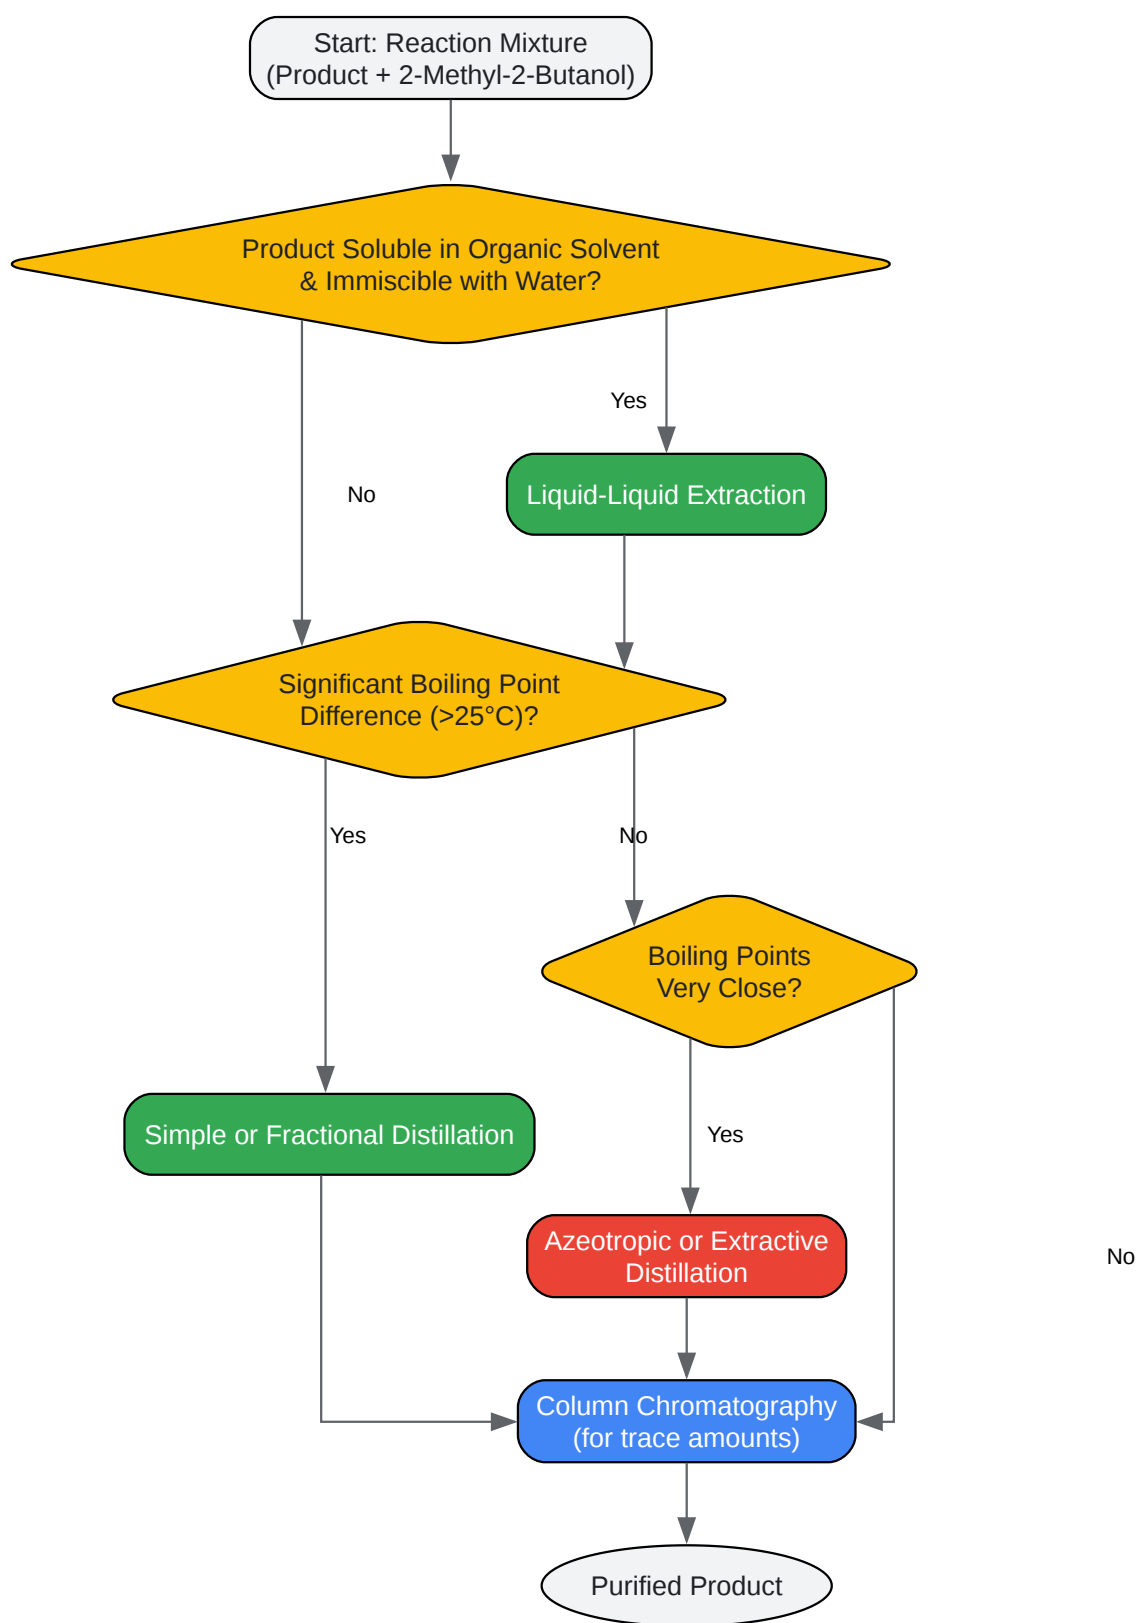 Start: Reaction Mixture
(Product + 2-Methyl-2-Butanol)
Product Soluble in Organic Solvent
& Immiscible with Water?
Yes
No
Liquid-Liquid Extraction
Significant Boiling Point
Difference (>25°C)?
Yes
No
Boiling Points
Very Close?
Simple or Fractional Distillation
Yes
Azeotropic or Extractive
Distillation
No
Column Chromatography
(for trace amounts)
Purified Product